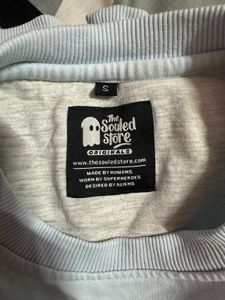 S
The
Souled
Store
ORIGINALS
www.thesouledstore.com
MADE BY HUMANS.
WORN BY SUPERHEROES
DESIRED BY ALIENS